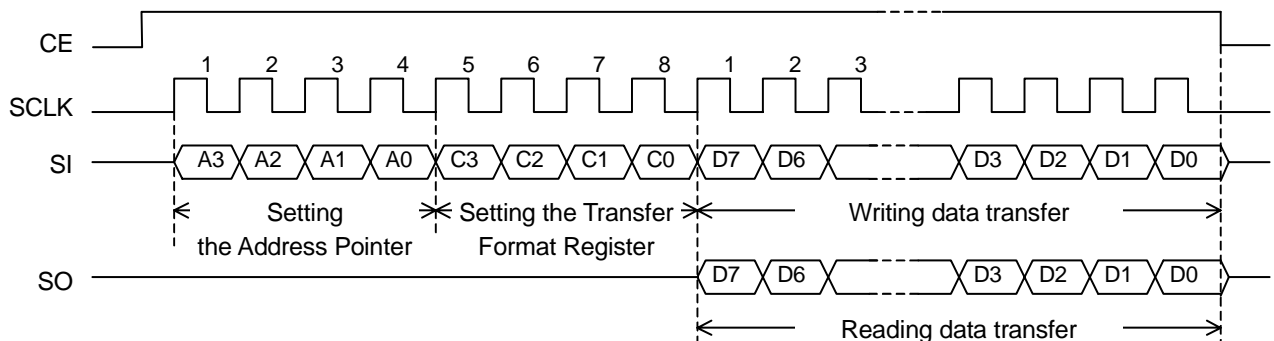 CE
1 2 3 4 5 6 7 8 1 2 3
SCLK
SI A3 A2 A1 A0 C3 C2 C1 C0 D7 D6 D3 D2 D1 D0
Setting Setting the Transfer Writing data transfer
the Address Pointer Format Register
SO D7 D6 D3 D2 D1 D0
Reading data transfer